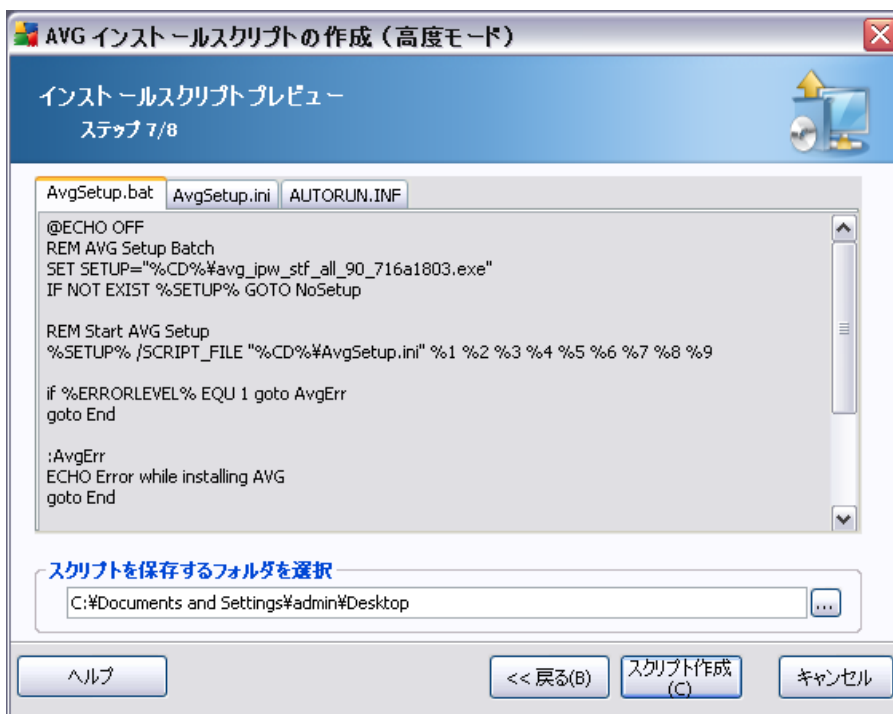 AVG インストールスクリプトの作成（高度モード）
インストールスクリプトプレビュー
ステップ 7/8
AvgSetup.bat AvgSetup.ini AUTORUN.INF
@ECHO OFF
REM AVG Setup Batch
SET SETUP="%CD%¥avg_ipw_stf_all_90_716a1803.exe"
IF NOT EXIST %SETUP% GOTO NoSetup
REM Start AVG Setup
%SETUP% /SCRIPT_FILE "%CD%¥AvgSetup.ini" %1 %2 %3 %4 %5 %6 %7 %8 %9
if %ERRORLEVEL% EQU 1 goto AvgErr
goto End
:AvgErr
ECHO Error while installing AVG
goto End
スクリプトを保存するフォルダを選択
C:¥Documents and Settings¥admin¥Desktop
...
ヘルプ
<< 戻る(B)
スクリプト作成
(C)
キャンセル